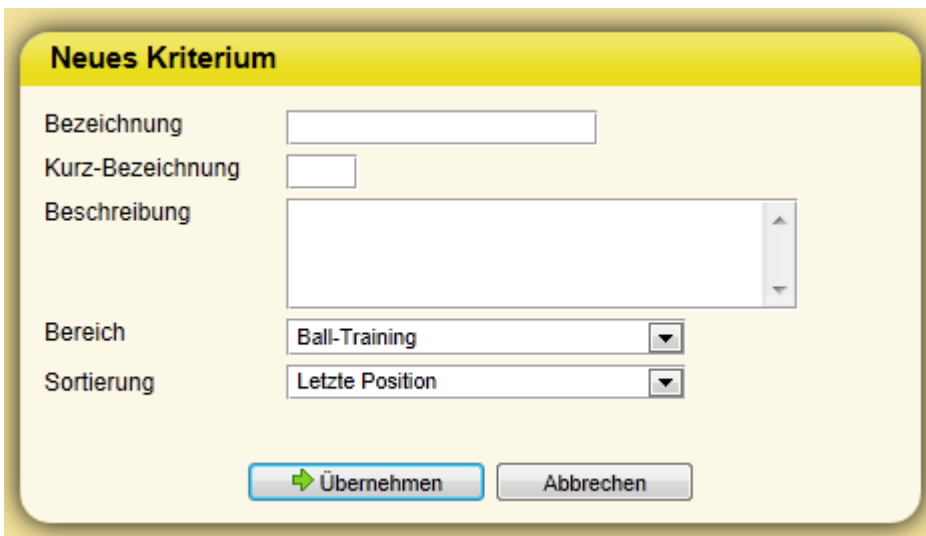 Neues Kriterium
Bezeichnung
Kurz-Bezeichnung
Beschreibung
Bereich Ball-Training
Sortierung Letzte Position
Übernehmen Abbrechen